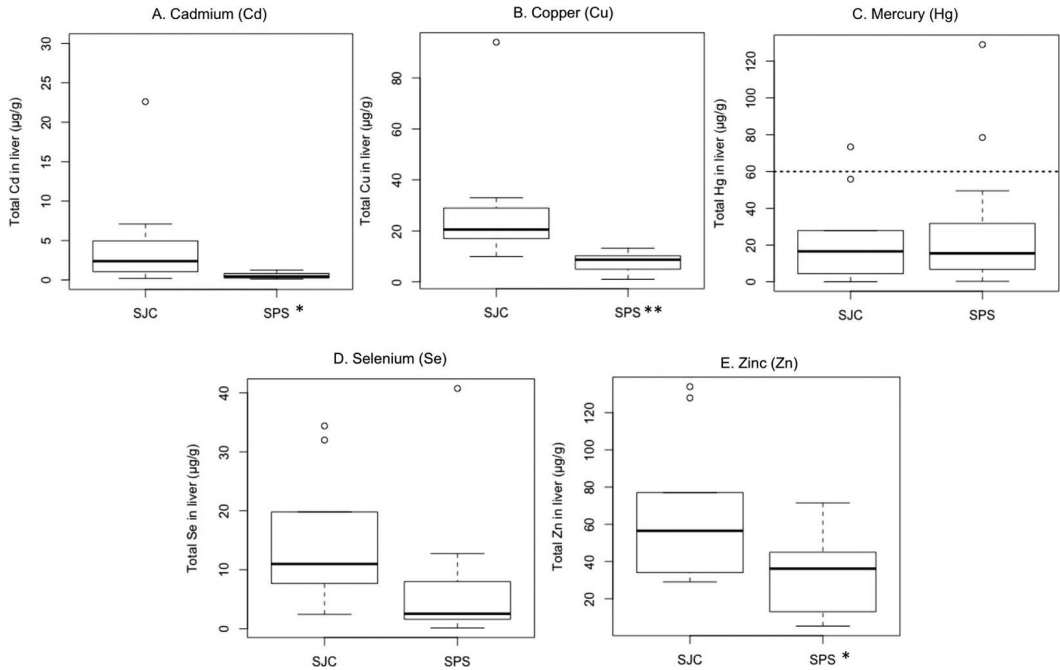 A. Cadmium (Cd)
Total Cd in liver (µg/g)
30
25
20
15
10
5
0
SJC
SPS *
B. Copper (Cu)
Total Cu in liver (µg/g)
80
60
40
20
0
SJC
SPS**
C. Mercury (Hg)
Total Hg in liver (µg/g)
120
100
80
60
40
20
0
SJC
SPS
D. Selenium (Se)
Total Se in liver (µg/g)
40
30
20
10
0
SJC
SPS
E. Zinc (Zn)
Total Zn in liver (µg/g)
120
100
80
60
40
20
SJC
SPS *